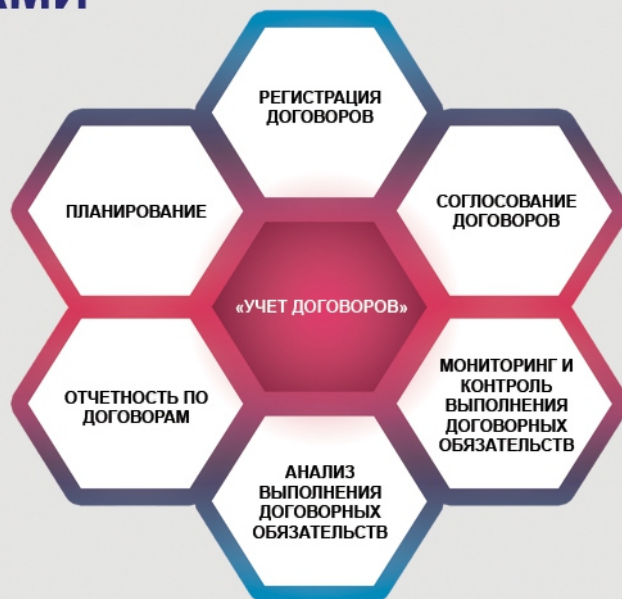 АМИ
РЕГИСТРАЦИЯ
ДОГОВОРОВ
ПЛАНИРОВАНИЕ
СОГЛОСОВАНИЕ
ДОГОВОРОВ
«УЧЕТ ДОГОВОРОВ»
ОТЧЕТНОСТЬ ПО
ДОГОВОРАМ
МОНИТОРИНГ И
КОНТРОЛЬ
ВЫПОЛНЕНИЯ
ДОГОВОРНЫХ
ОБЯЗАТЕЛЬСТВ
АНАЛИЗ
ВЫПОЛНЕНИЯ
ДОГОВОРНЫХ
ОБЯЗАТЕЛЬСТВ